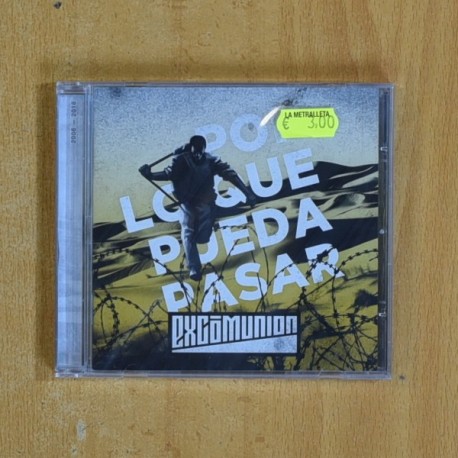 LA METRALLETA
€ 3.00
POR
LO QUE
PUEDA
PASAR
excomunion